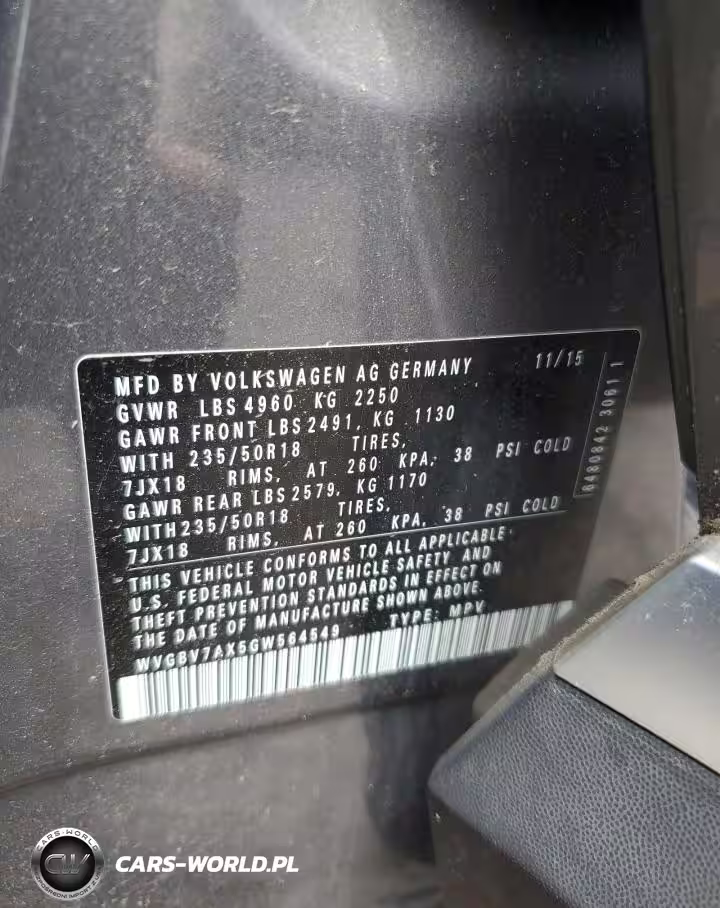 MFD BY VOLKSWAGEN AG GERMANY 11/15
GVWR LBS 4960 KG 2250
GAWR FRONT LBS 2491, KG 1130
WITH 235/50R18 TIRES,
7JX18 RIMS, AT 260 KPA, 38 PSI COLD
GAWR REAR LBS 2579, KG 1170
WITH 235/50R18 TIRES,
7JX18 RIMS, AT 260 KPA, 38 PSI COLD
THIS VEHICLE CONFORMS TO ALL APPLICABLE
U.S. FEDERAL MOTOR VEHICLE SAFETY AND
THEFT PREVENTION STANDARDS IN EFFECT ON
THE DATE OF MANUFACTURE SHOWN ABOVE.
WVGBV7AX5GW564549 TYPE: MPV
CARS-WORLD
CW
CARS-WORLD.PL